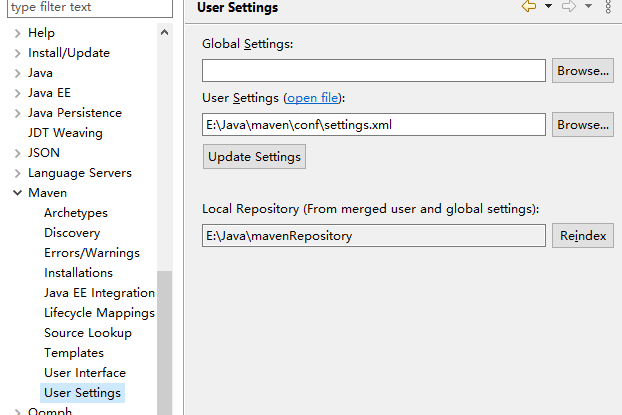 type filter text
Help
Install/Update
Java
Java EE
Java Persistence
JDT Weaving
JSON
Language Servers
Maven
Archetypes
Discovery
Errors/Warnings
Installations
Java EE Integration
Lifecycle Mappings
Source Lookup
Templates
User Interface
User Settings
Oomph
User Settings
Global Settings:
Browse...
User Settings (open file):
E:\Java\maven\conf\settings.xml
Browse...
Update Settings
Local Repository (From merged user and global settings):
E:\Java\mavenRepository
Reindex